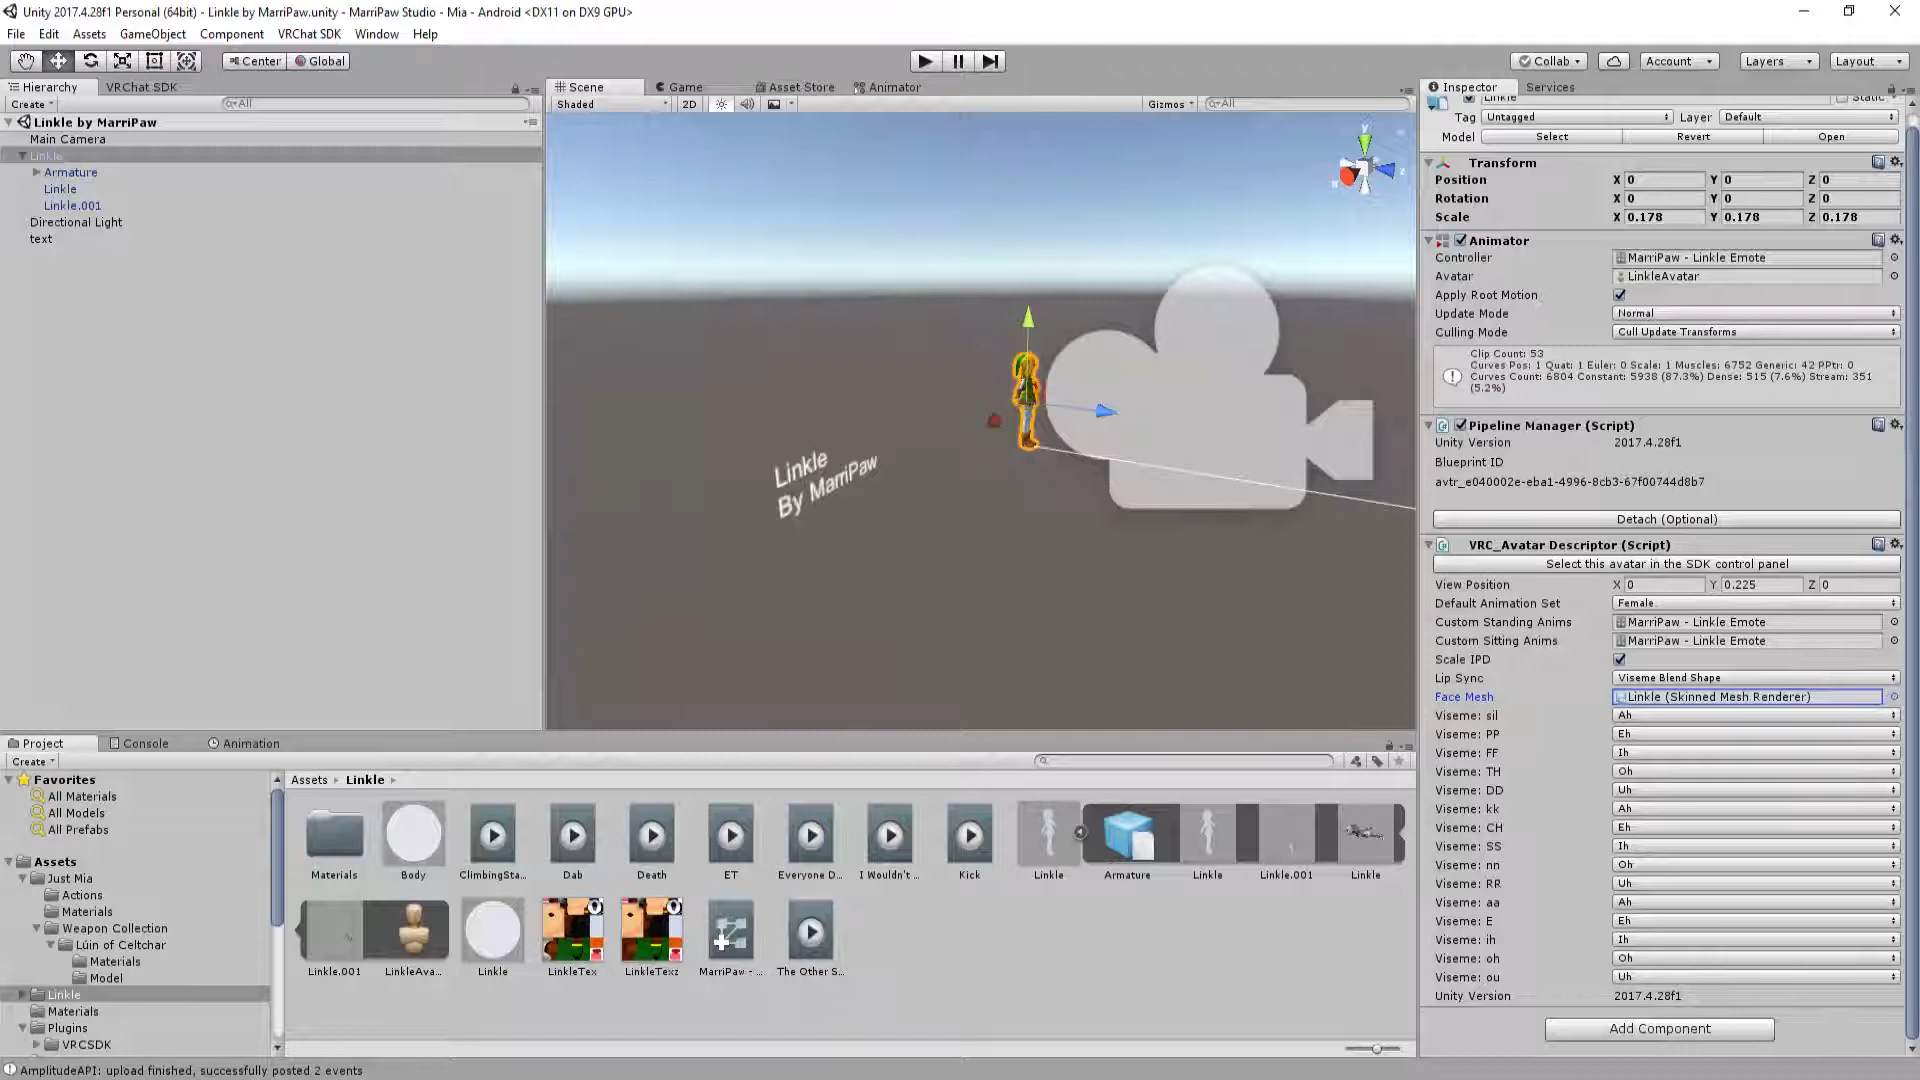 Unity 2017.4.28f1 Personal (64bit) - Linkle by MarriPaw.unity - MarriPaw Studio - Mia - Android <DX11 on DX9 GPU>
File Edit Assets GameObject Component VRChat SDK Window Help
Center Global
Collab Account Layers Layout
Hierarchy VRChat SDK
Create All
Linkle by MarriPaw
Main Camera
Linkle
Armature
Linkle
Linkle.001
Directional Light
text
Scene Game Asset Store Animator
Shaded 2D Gizmos All
y
z
Linkle
By MarriPaw
Inspector Services
Linkle Static
Tag Untagged Layer Default
Model Select Revert Open
Transform
Position X 0 Y 0 Z 0
Rotation X 0 Y 0 Z 0
Scale X 0.178 Y 0.178 Z 0.178
Animator
Controller MarriPaw - Linkle Emote
Avatar LinkleAvatar
Apply Root Motion
Update Mode Normal
Culling Mode Cull Update Transforms
Clip Count: 53
Curves Pos: 1 Quat: 1 Euler: 0 Scale: 1 Muscles: 6752 Generic: 42 PPtr: 0
Curves Count: 6804 Constant: 5938 (87.3%) Dense: 515 (7.6%) Stream: 351
(5.2%)
Pipeline Manager (Script)
Unity Version 2017.4.28f1
Blueprint ID
avtr_e040002e-eba1-4996-8cb3-67f00744d8b7
Detach (Optional)
VRC_Avatar Descriptor (Script)
Select this avatar in the SDK control panel
View Position X 0 Y 0.225 Z 0
Default Animation Set Female
Custom Standing Anims MarriPaw - Linkle Emote
Custom Sitting Anims MarriPaw - Linkle Emote
Scale IPD
Lip Sync Viseme Blend Shape
Face Mesh Linkle (Skinned Mesh Renderer)
Viseme: sil Ah
Viseme: PP Eh
Viseme: FF Ih
Viseme: TH Oh
Viseme: DD Uh
Viseme: kk Ah
Viseme: CH Eh
Viseme: SS Ih
Viseme: nn Oh
Viseme: RR Uh
Viseme: aa Ah
Viseme: E Eh
Viseme: ih Ih
Viseme: oh Oh
Viseme: ou Uh
Unity Version 2017.4.28f1
Add Component
Project Console Animation
Create
Favorites
All Materials
All Models
All Prefabs
Assets
Just Mia
Actions
Materials
Weapon Collection
Lúin of Celtchar
Materials
Model
Linkle
Materials
Plugins
VRCSDK
Assets Linkle
Materials Body ClimbingSta... Dab Death ET Everyone D... I Wouldn't ... Kick Linkle Armature Linkle Linkle.001 Linkle
Linkle.001 LinkleAva... Linkle LinkleTex LinkleTexz MarriPaw - ... The Other S...
AmplitudeAPI: upload finished, successfully posted 2 events